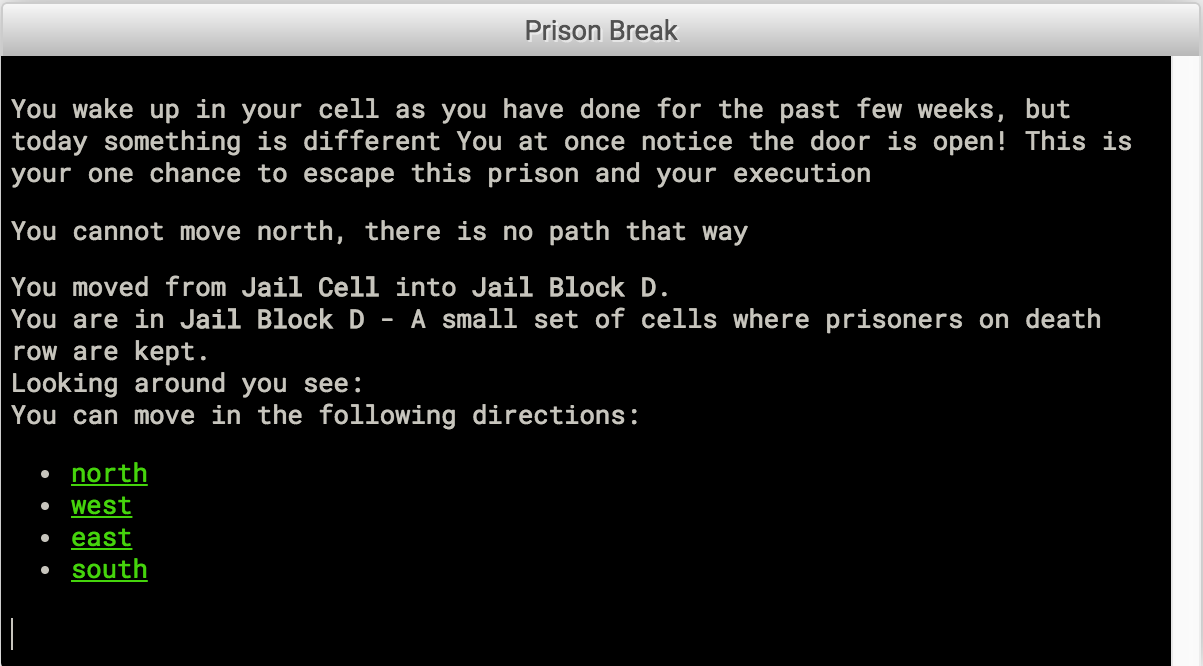 Prison Break
You wake up in your cell as you have done for the past few weeks, but
today something is different You at once notice the door is open! This is
your one chance to escape this prison and your execution
You cannot move north, there is no path that way
You moved from Jail Cell into Jail Block D.
You are in Jail Block D - A small set of cells where prisoners on death
row are kept.
Looking around you see:
You can move in the following directions:
• north
• west
• east
• south